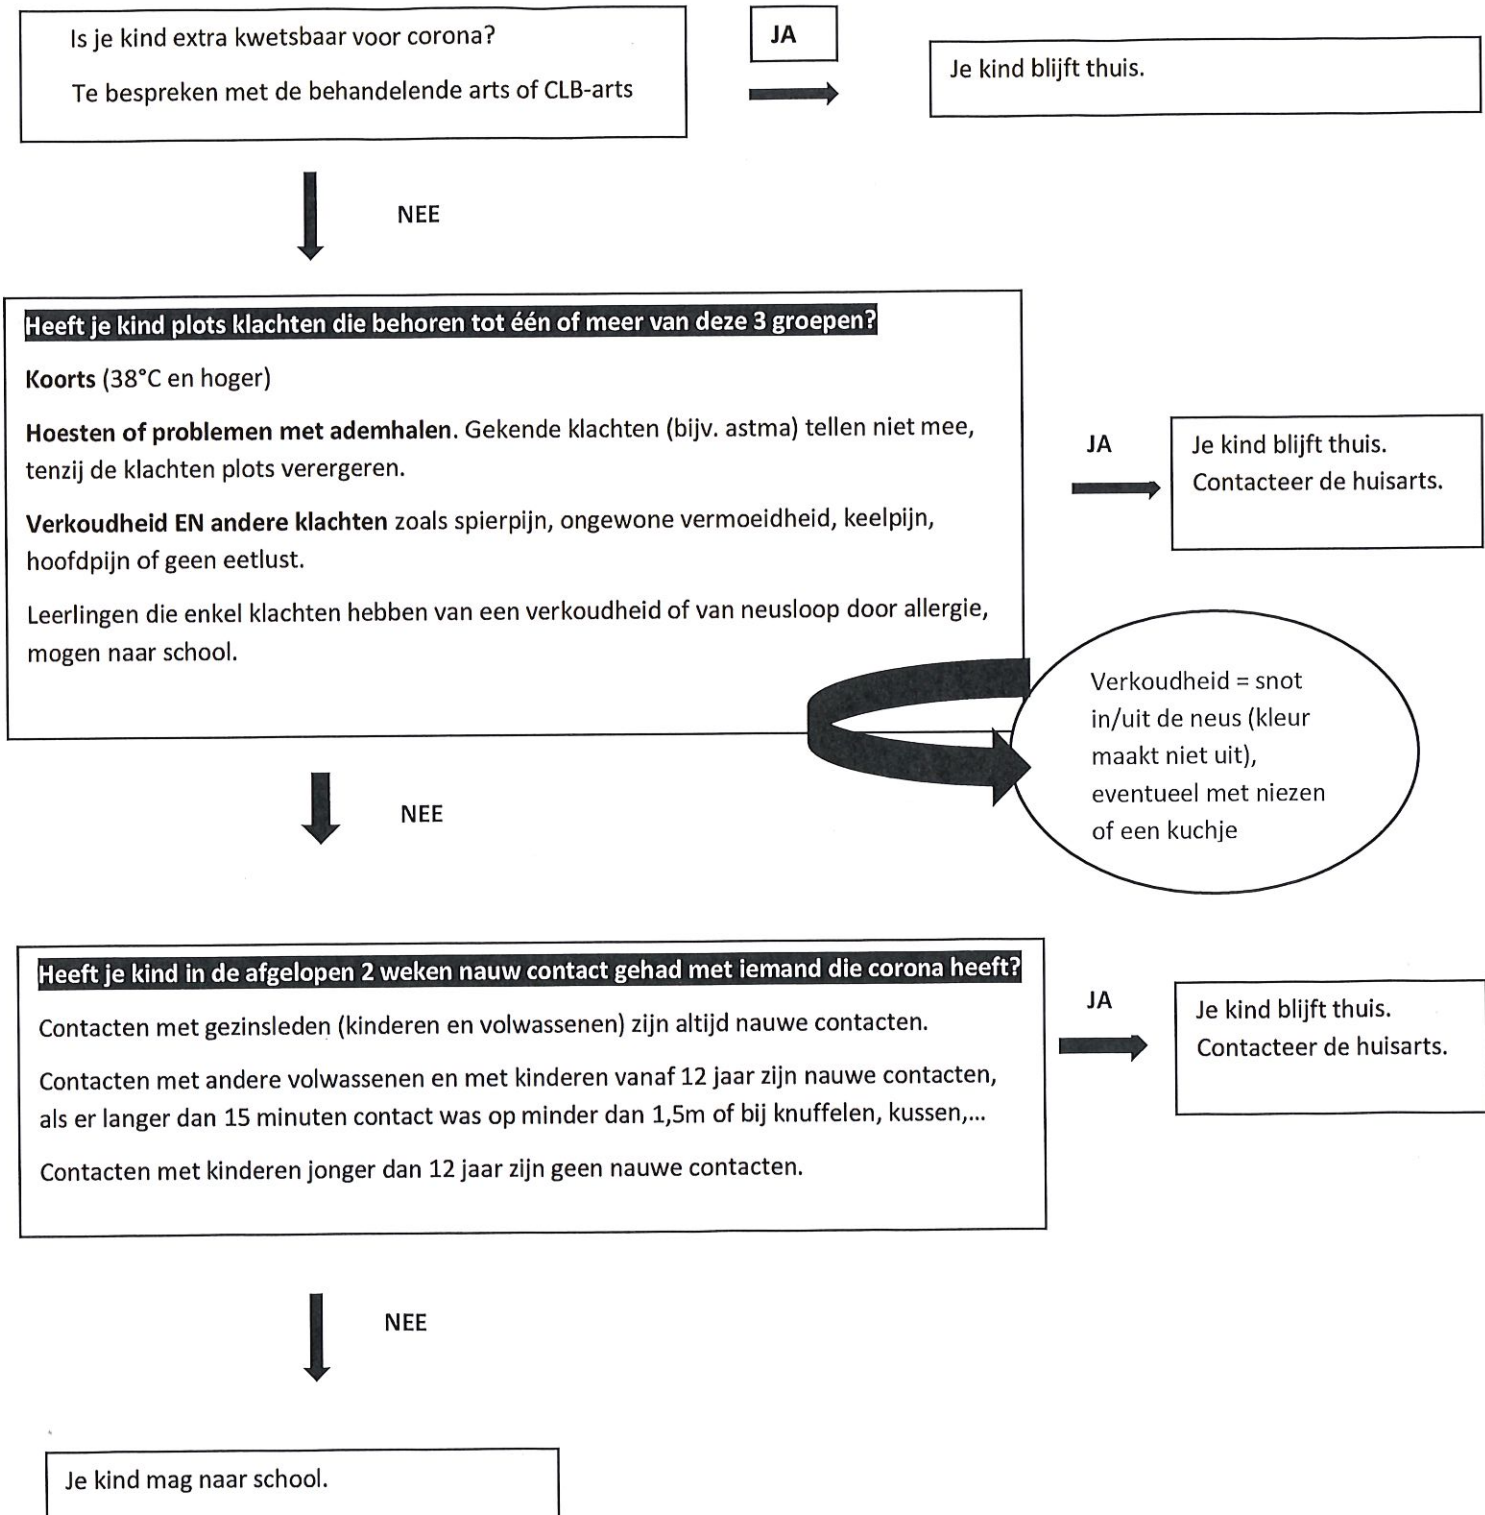 Is je kind extra kwetsbaar voor corona?
Te bespreken met de behandelende arts of CLB-arts
JA
Je kind blijft thuis.
NEE
Heeft je kind plots klachten die behoren tot één of meer van deze 3 groepen?
Koorts (38°C en hoger)
Hoesten of problemen met ademhalen. Gekende klachten (bijv. astma) tellen niet mee,
tenzij de klachten plots verergeren.
Verkoudheid EN andere klachten zoals spierpijn, ongewone vermoeidheid, keelpijn,
hoofdpijn of geen eetlust.
Leerlingen die enkel klachten hebben van een verkoudheid of van neusloop door allergie,
mogen naar school.
JA
Je kind blijft thuis.
Contacteer de huisarts.
Verkoudheid = snot
in/uit de neus (kleur
maakt niet uit),
eventueel met niezen
of een kuchje
NEE
Heeft je kind in de afgelopen 2 weken nauw contact gehad met iemand die corona heeft?
Contacten met gezinsleden (kinderen en volwassenen) zijn altijd nauwe contacten.
Contacten met andere volwassenen en met kinderen vanaf 12 jaar zijn nauwe contacten,
als er langer dan 15 minuten contact was op minder dan 1,5m of bij knuffelen, kussen,...
Contacten met kinderen jonger dan 12 jaar zijn geen nauwe contacten.
JA
Je kind blijft thuis.
Contacteer de huisarts.
NEE
Je kind mag naar school.